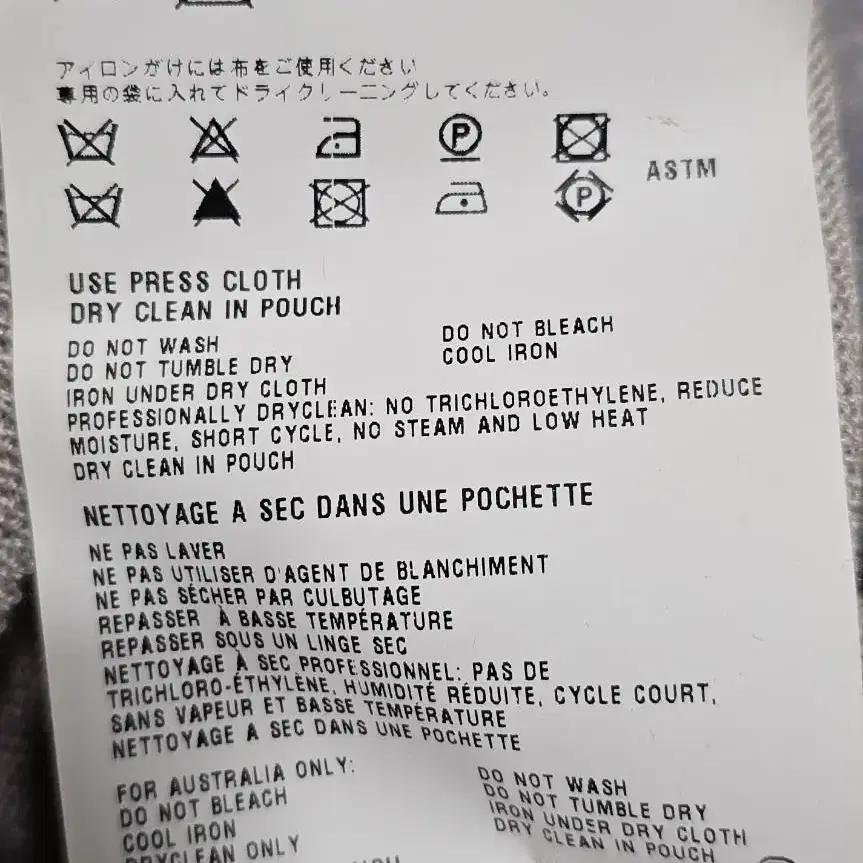 アイロンがけには布をご使用ください
専用の袋に入れてドライクリーニングしてください。
P
P
ASTM
USE PRESS CLOTH
DRY CLEAN IN POUCH
DO NOT WASH
DO NOT BLEACH
DO NOT TUMBLE DRY
COOL IRON
IRON UNDER DRY CLOTH
PROFESSIONALLY DRYCLEAN: NO TRICHLOROETHYLENE, REDUCE
MOISTURE, SHORT CYCLE, NO STEAM AND LOW HEAT
DRY CLEAN IN POUCH
NETTOYAGE A SEC DANS UNE POCHETTE
NE PAS LAVER
NE PAS UTILISER D'AGENT DE BLANCHIMENT
NE PAS SÉCHER PAR CULBUTAGE
REPASSER À BASSE TEMPÉRATURE
REPASSER SOUS UN LINGE SEC
NETTOYAGE À SEC PROFESSIONNEL: PAS DE
TRICHLORO-ÉTHYLÈNE, HUMIDITÉ RÉDUITE, CYCLE COURT,
SANS VAPEUR ET BASSE TEMPÉRATURE
NETTOYAGE A SEC DANS UNE POCHETTE
FOR AUSTRALIA ONLY:
DO NOT BLEACH
COOL IRON
DRYCLEAN ONLY
DO NOT WASH
DO NOT TUMBLE DRY
IRON UNDER DRY CLOTH
DRY CLEAN IN POUCH